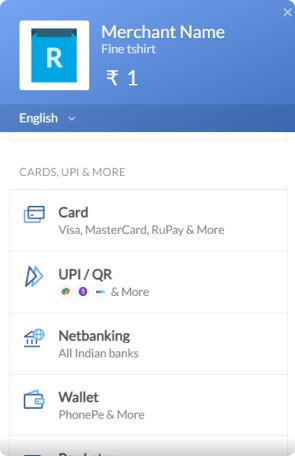 R
Merchant Name
Fine tshirt
₹ 1
English
CARDS, UPI & MORE
Card
Visa, MasterCard, RuPay & More
UPI / QR
& More
Netbanking
All Indian banks
Wallet
PhonePe & More